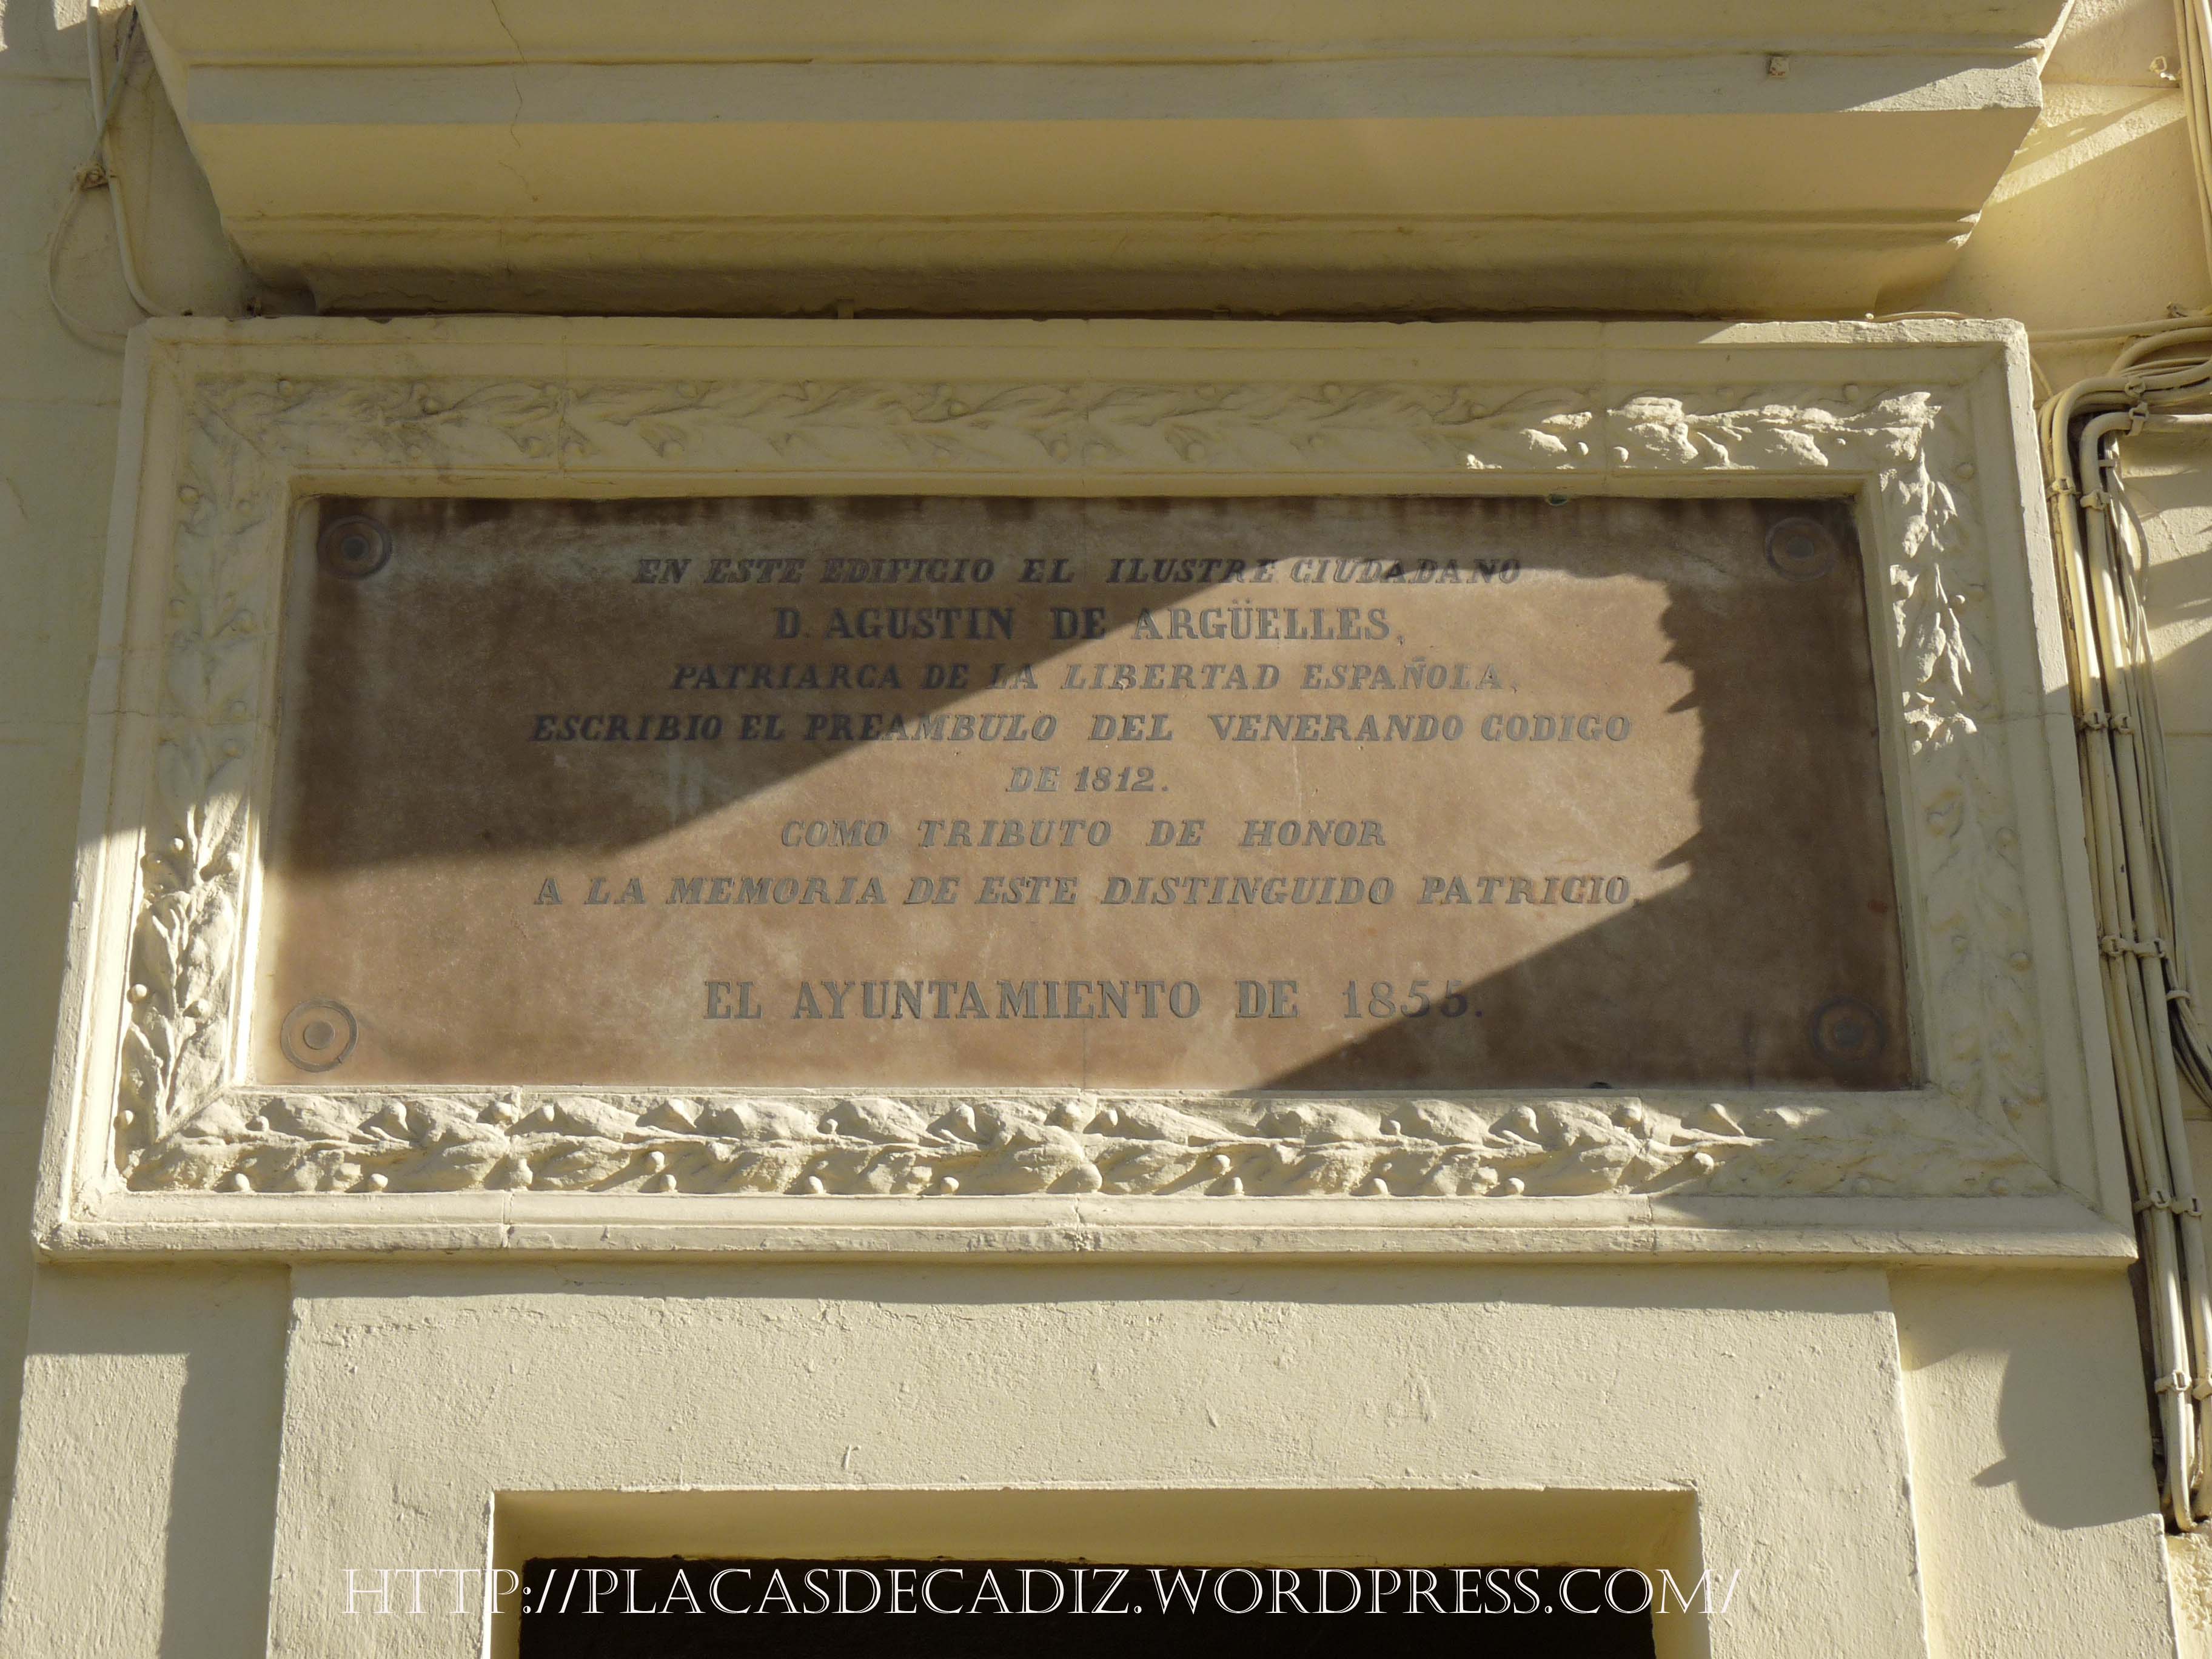 EN ESTE EDIFICIO EL ILUSTRE CIUDADANO
D. AGUSTIN DE ARGÜELLES,
PATRIARCA DE LA LIBERTAD ESPAÑOLA,
ESCRIBIO EL PREAMBULO DEL VENERANDO CODIGO
DE 1812.
COMO TRIBUTO DE HONOR
A LA MEMORIA DE ESTE DISTINGUIDO PATRICIO,
EL AYUNTAMIENTO DE 1855.
HTTP://PLACASDECADIZ.WORDPRESS.COM/